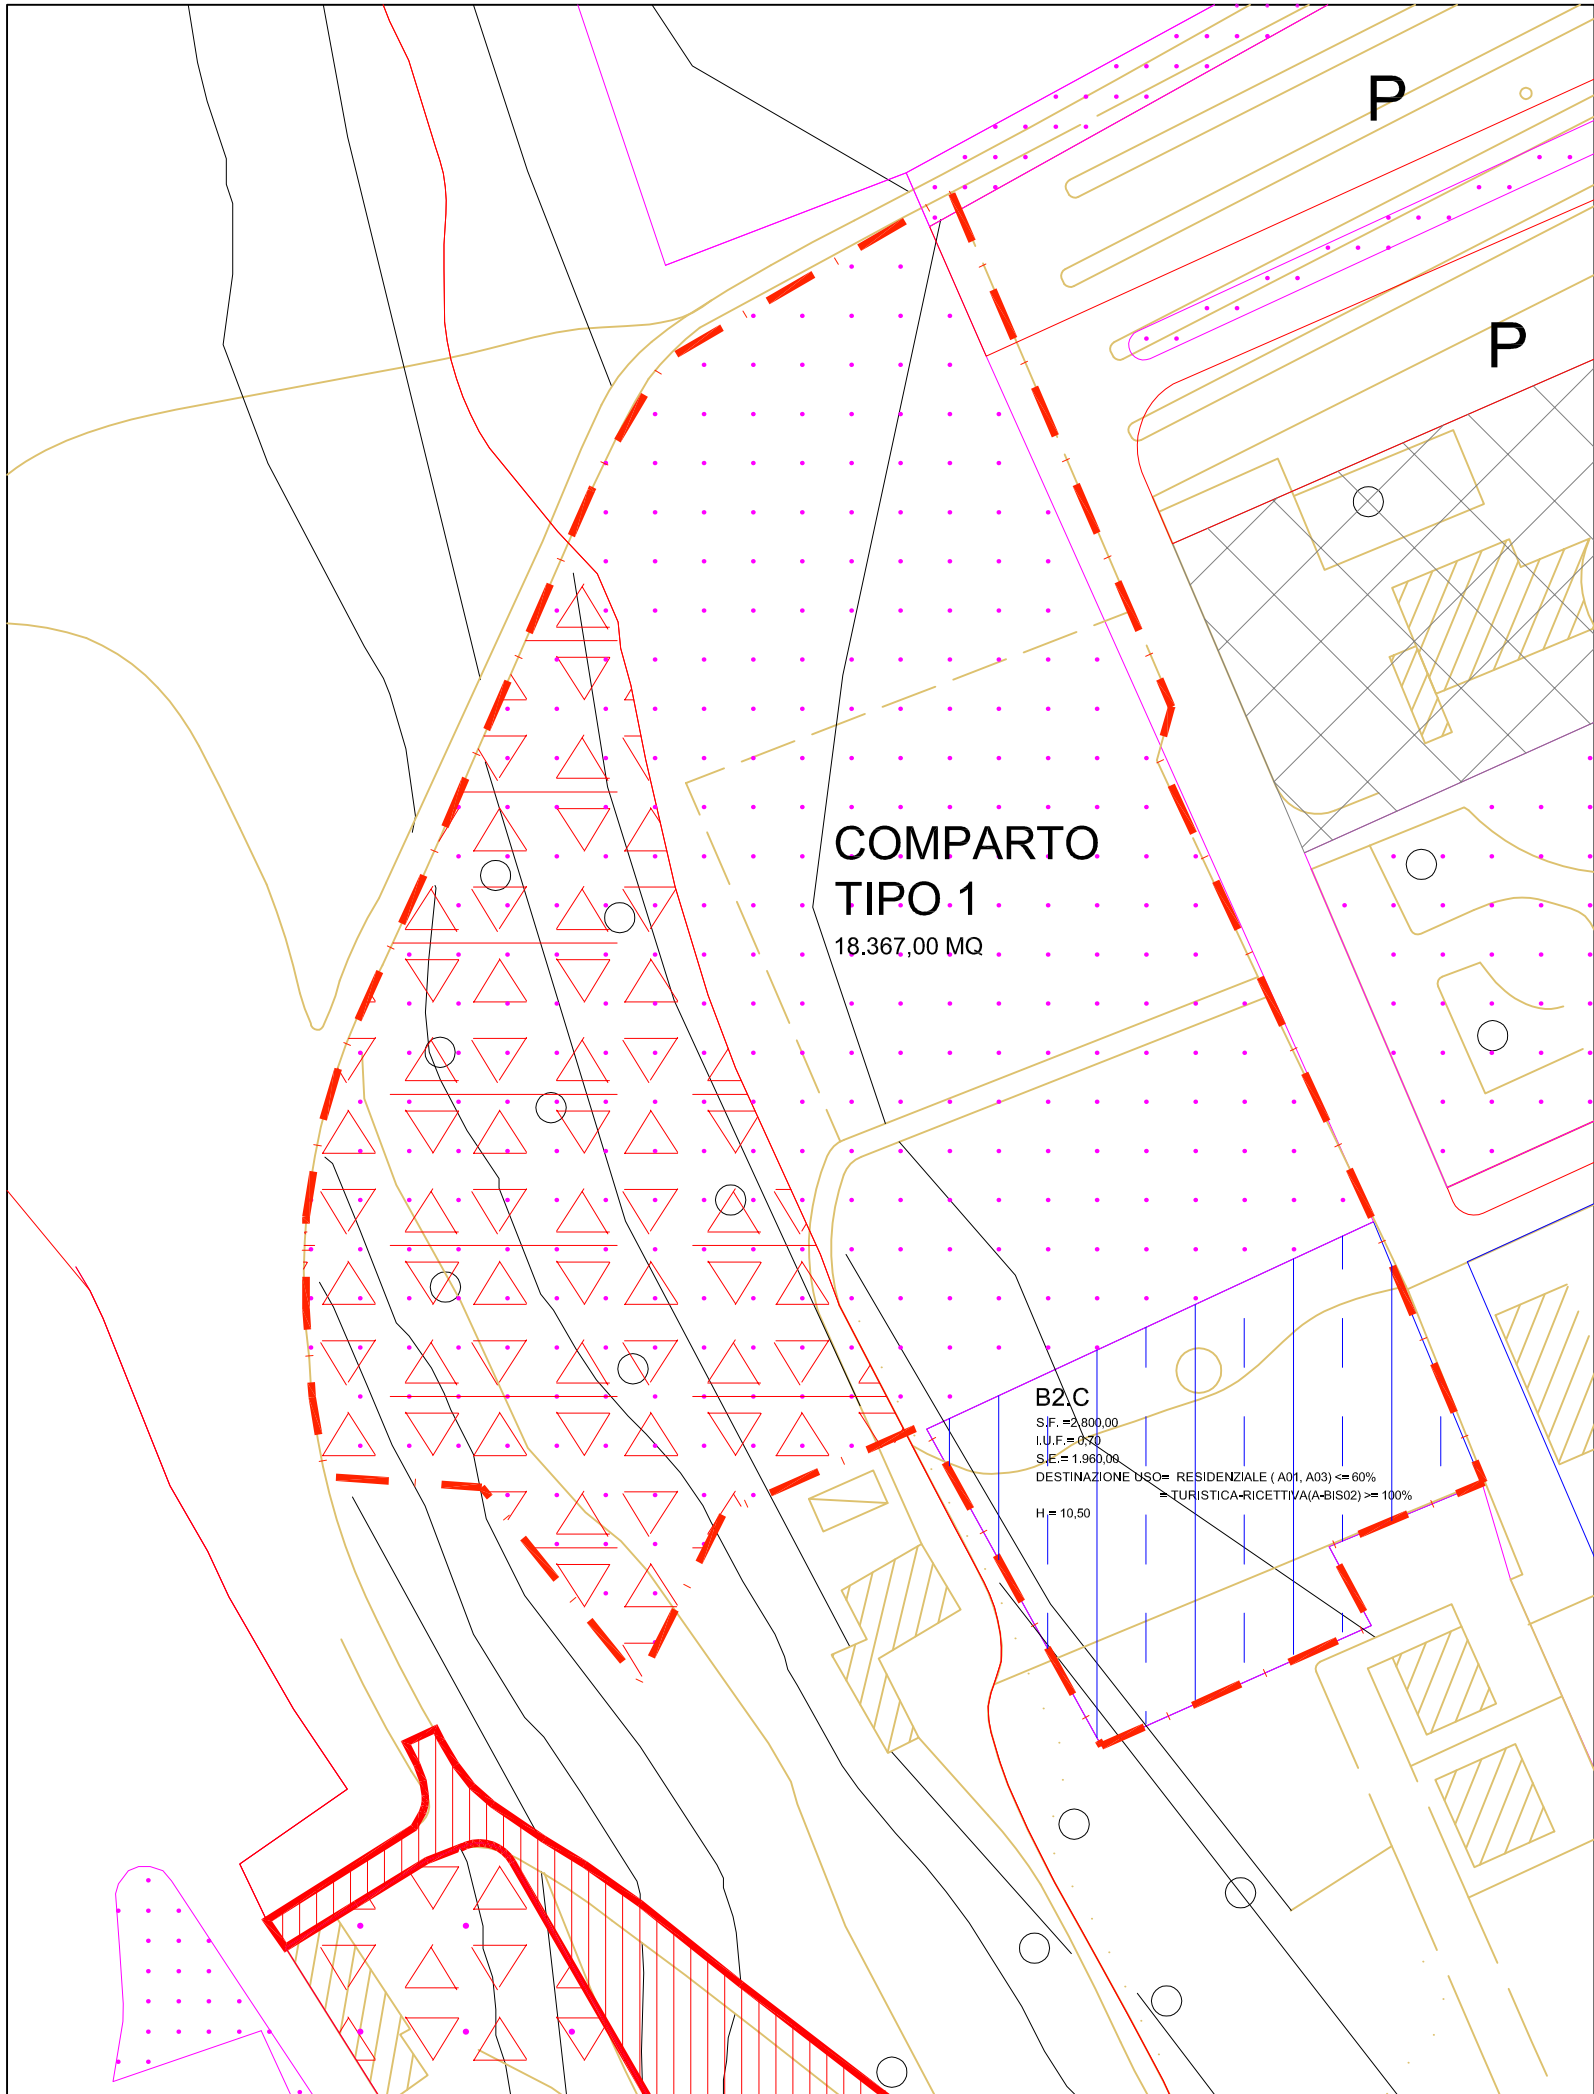 P
P
COMPARTO
TIPO 1
18.367,00 MQ
B2.C
S.F. =2.800,00
I.U.F.= 0,70
S.E.= 1.960,00
DESTINAZIONE USO= RESIDENZIALE ( A01, A03) <= 60%
= TURISTICA-RICETTIVA(A-BIS02) >= 100%
H = 10,50